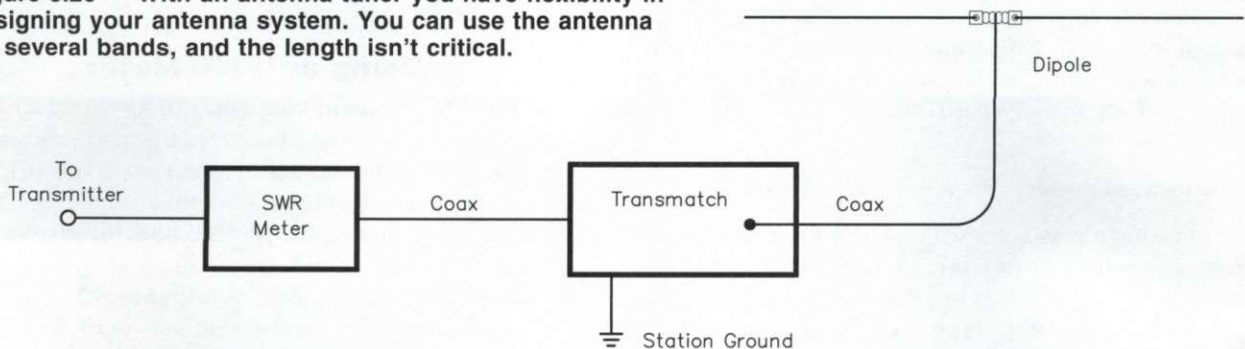 signing your antenna system. You can use the antenna
several bands, and the length isn't critical.
Dipole
To
Transmitter
SWR
Meter
Coax
Transmatch
Coax
Station Ground